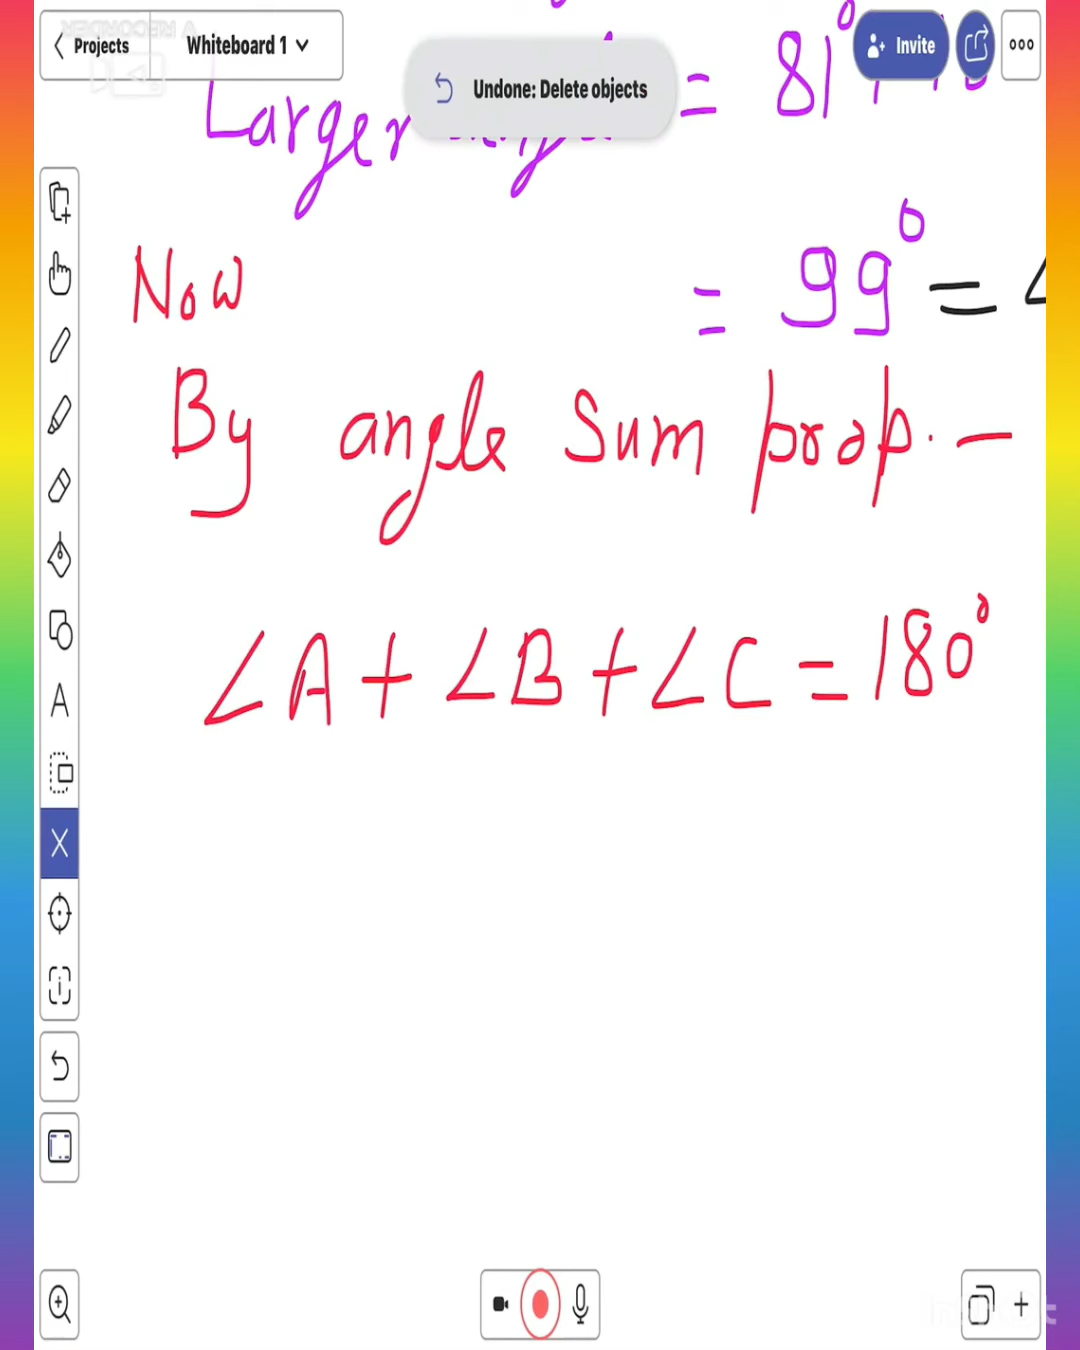 Projects Whiteboard 1
Invite
Undone: Delete objects
Larger = 81°
Now = 99° =
By angle sum prop. -
∠A + ∠B + ∠C = 180°